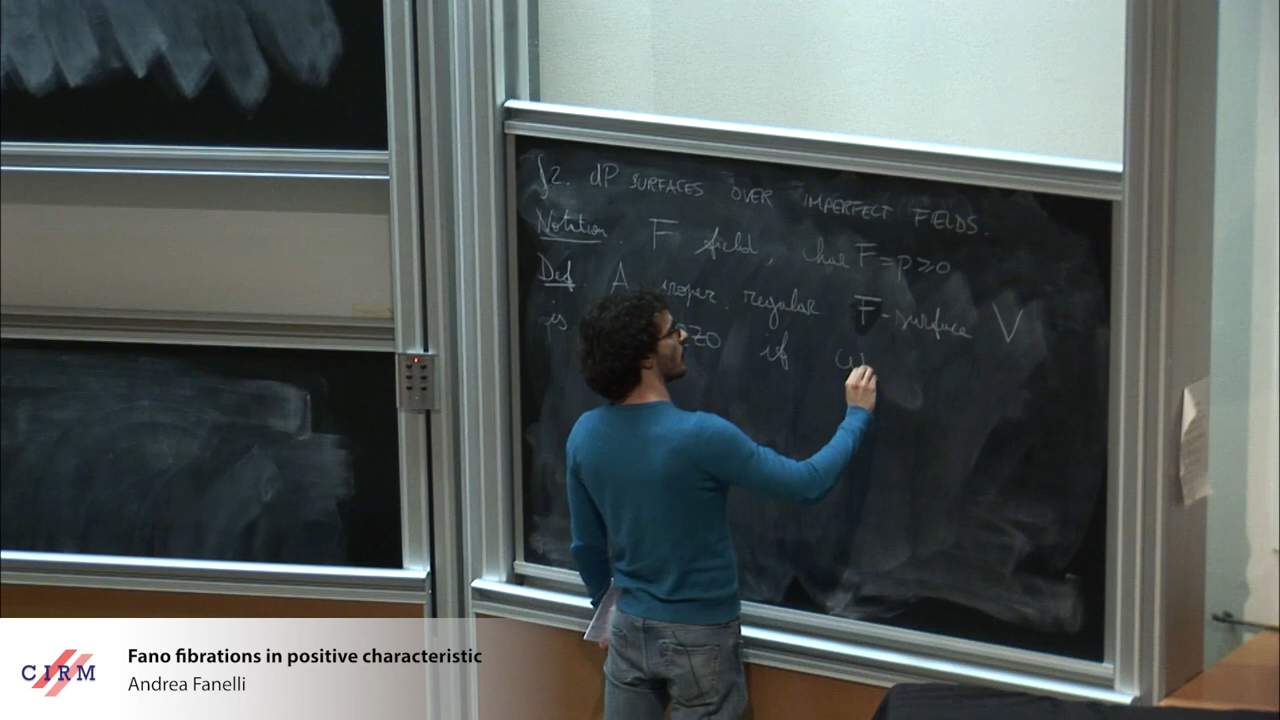 §2. dP SURFACES OVER IMPERFECT FIELDS.
Notation. F field, char F = p ≥ 0
Def A proper regular F-surface V
is if ω
CIRM
Fano fibrations in positive characteristic
Andrea Fanelli